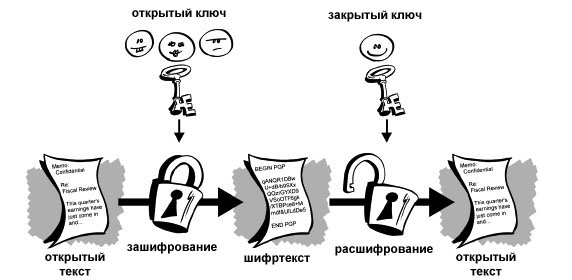 открытый ключ
закрытый ключ
Memo:
Confidential
Re:
Fiscal Review
This quarter's
earnings have
just come in
and...
BEGIN PGP
qANQR1DBw
END PGP
Memo:
Confidential
Re:
Fiscal Review
This quarter's
earnings have
just come in
and...
открытый
текст
зашифрование
шифртекст
расшифрование
открытый
текст